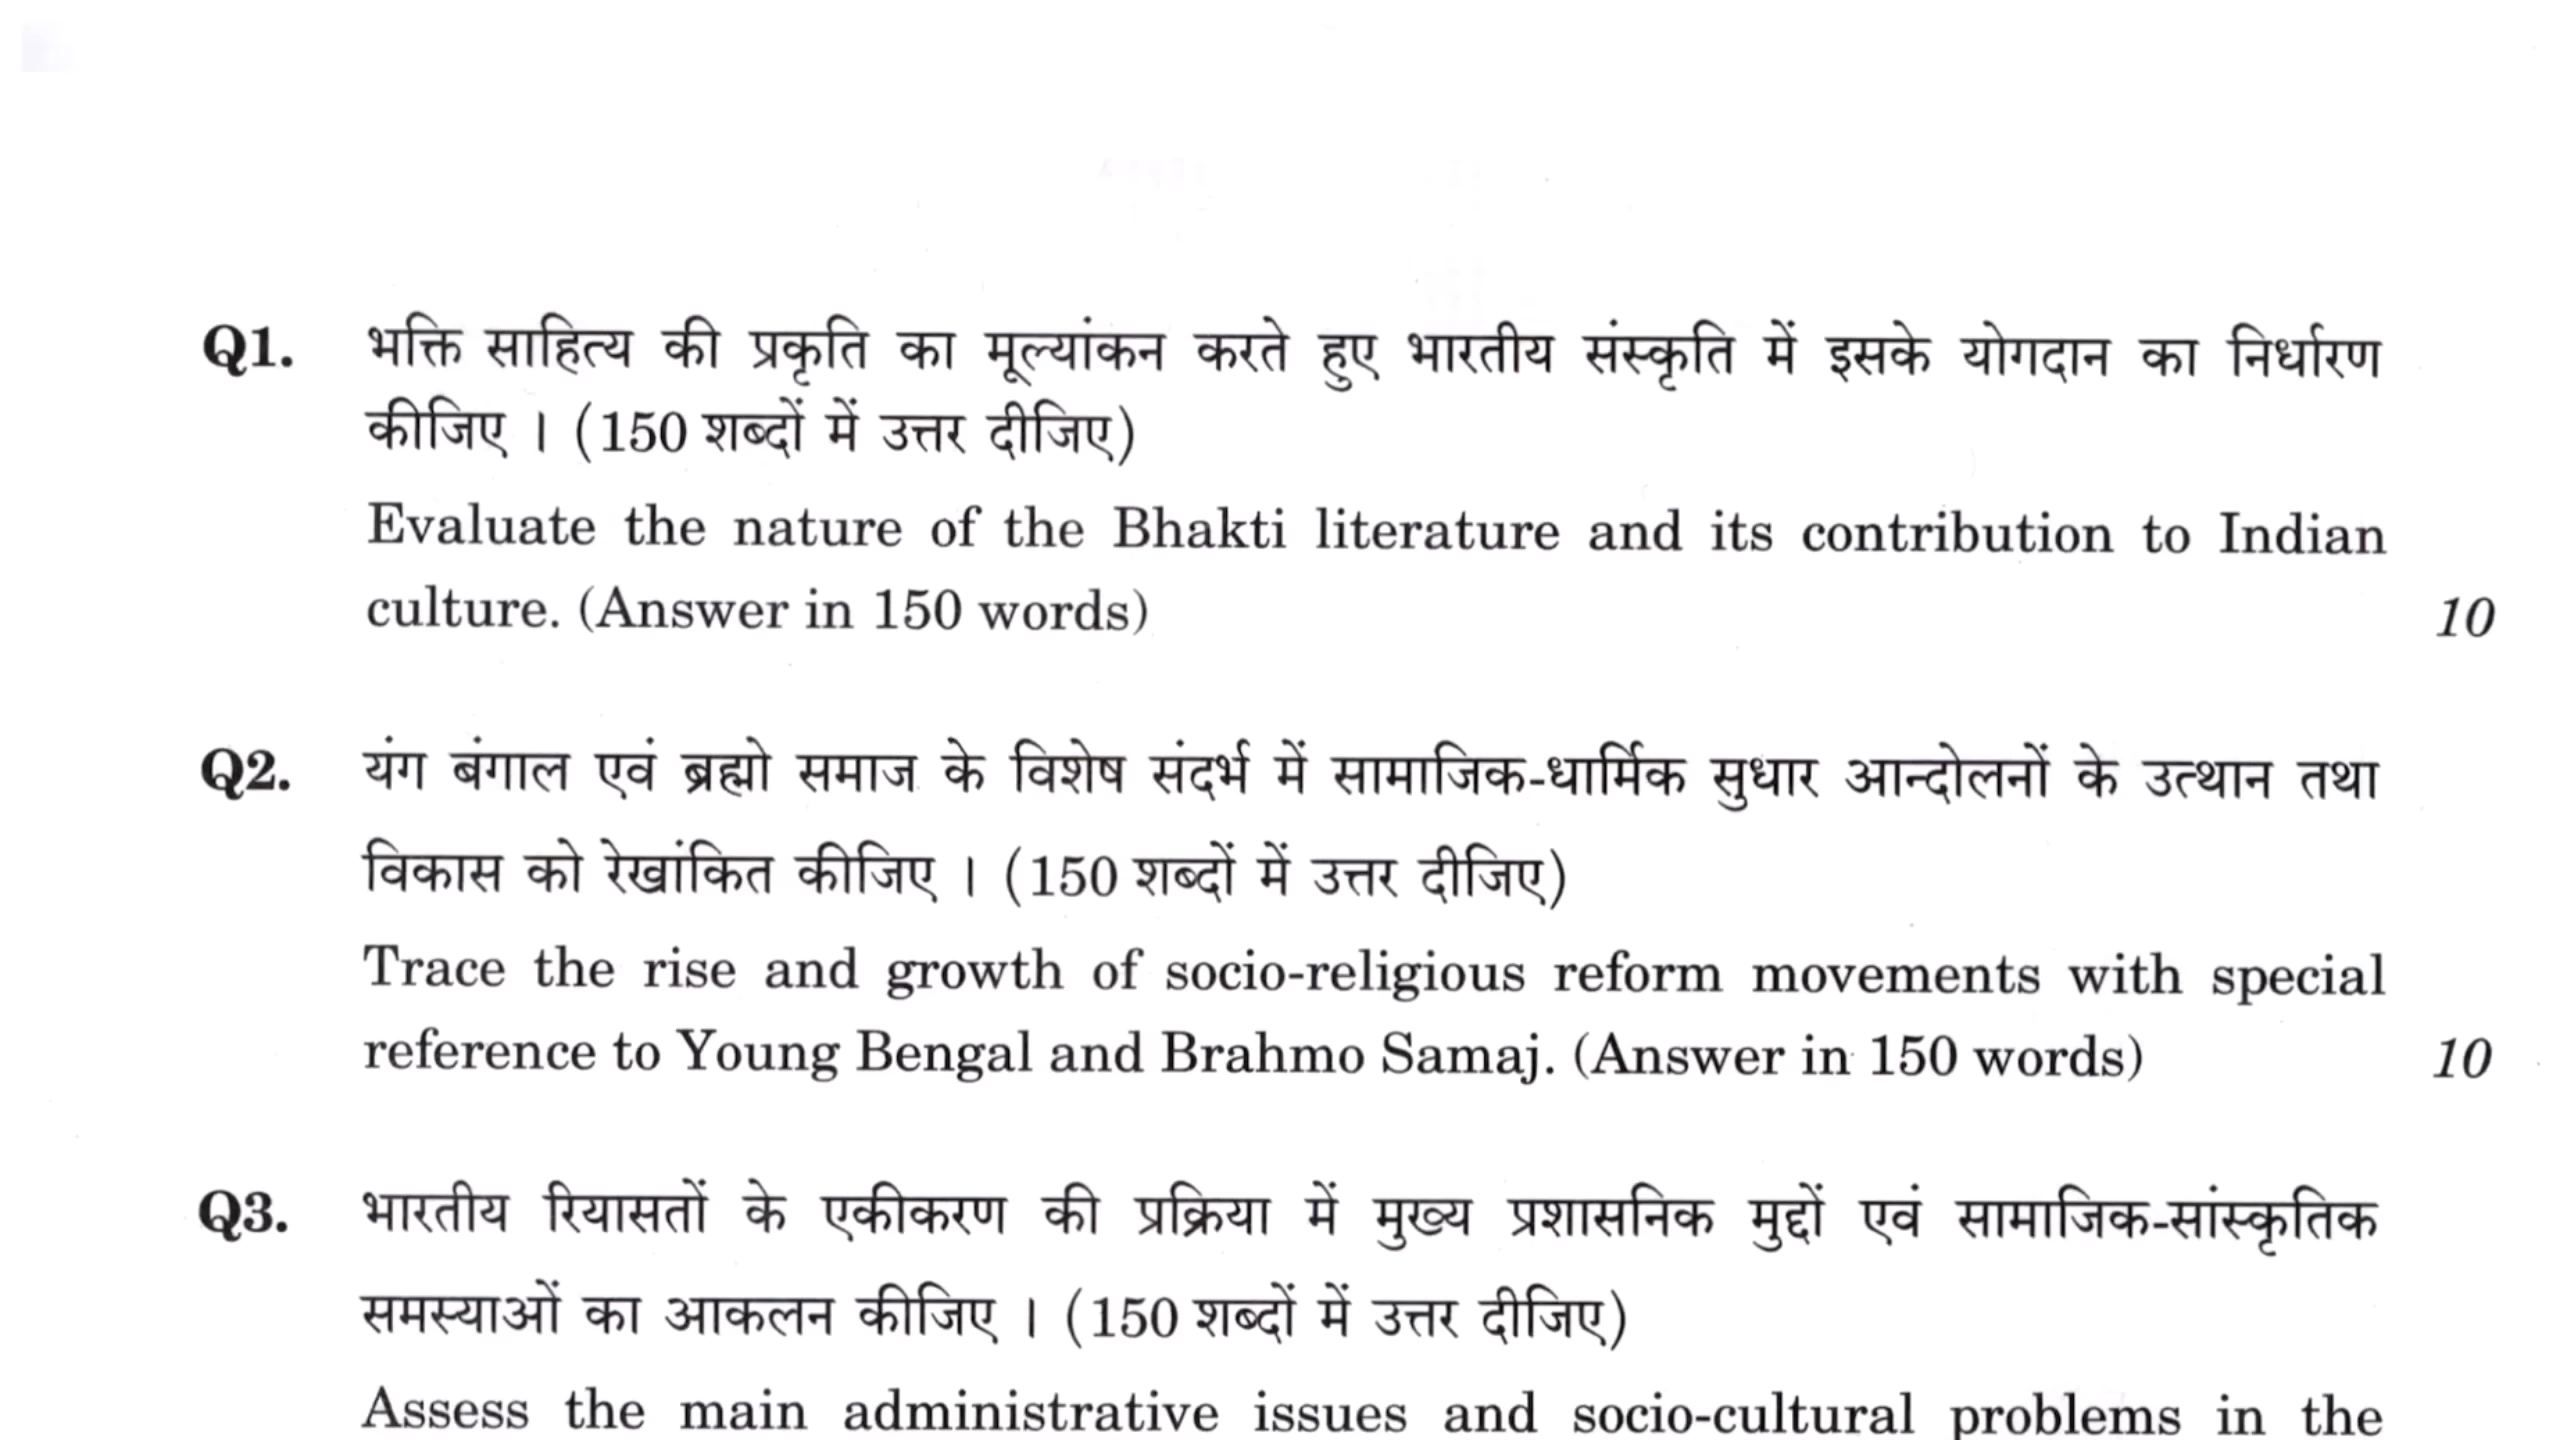 Q1. भक्ति साहित्य की प्रकृति का मूल्यांकन करते हुए भारतीय संस्कृति में इसके योगदान का निर्धारण
कीजिए । (150 शब्दों में उत्तर दीजिए)
Evaluate the nature of the Bhakti literature and its contribution to Indian
culture. (Answer in 150 words) 10
Q2. यंग बंगाल एवं ब्रह्मो समाज के विशेष संदर्भ में सामाजिक-धार्मिक सुधार आन्दोलनों के उत्थान तथा
विकास को रेखांकित कीजिए । (150 शब्दों में उत्तर दीजिए)
Trace the rise and growth of socio-religious reform movements with special
reference to Young Bengal and Brahmo Samaj. (Answer in 150 words) 10
Q3. भारतीय रियासतों के एकीकरण की प्रक्रिया में मुख्य प्रशासनिक मुद्दों एवं सामाजिक-सांस्कृतिक
समस्याओं का आकलन कीजिए । (150 शब्दों में उत्तर दीजिए)
Assess the main administrative issues and socio-cultural problems in the